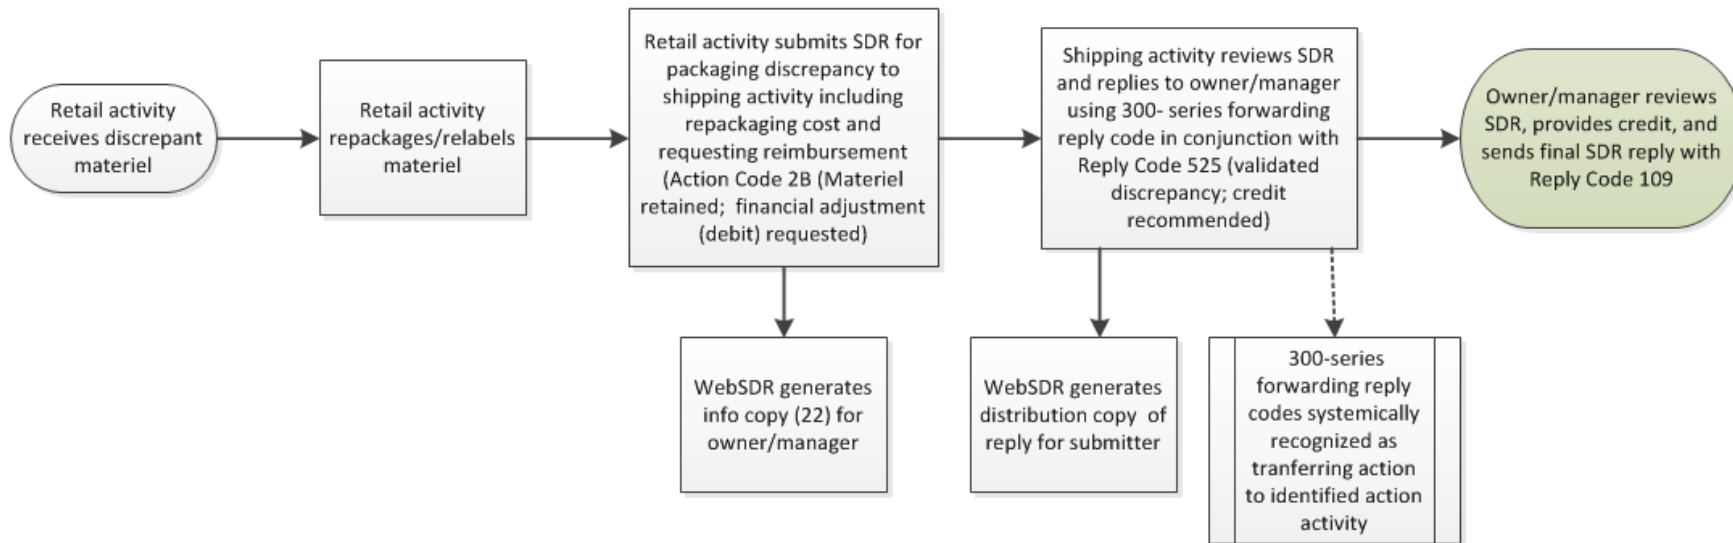 Retail activity
receives discrepant
materiel
Retail activity
repackages/relabels
materiel
Retail activity submits SDR for
packaging discrepancy to
shipping activity including
repackaging cost and
requesting reimbursement
(Action Code 2B (Materiel
retained;  financial adjustment
(debit) requested)
Shipping activity reviews SDR
and replies to owner/manager
using 300- series forwarding
reply code in conjunction with
Reply Code 525 (validated
discrepancy; credit
recommended)
Owner/manager reviews
SDR, provides credit, and
sends final SDR reply with
Reply Code 109
WebSDR generates
info copy (22) for
owner/manager
WebSDR generates
distribution copy  of
reply for submitter
300-series
forwarding reply
codes systemically
recognized as
tranferring action
to identified action
activity